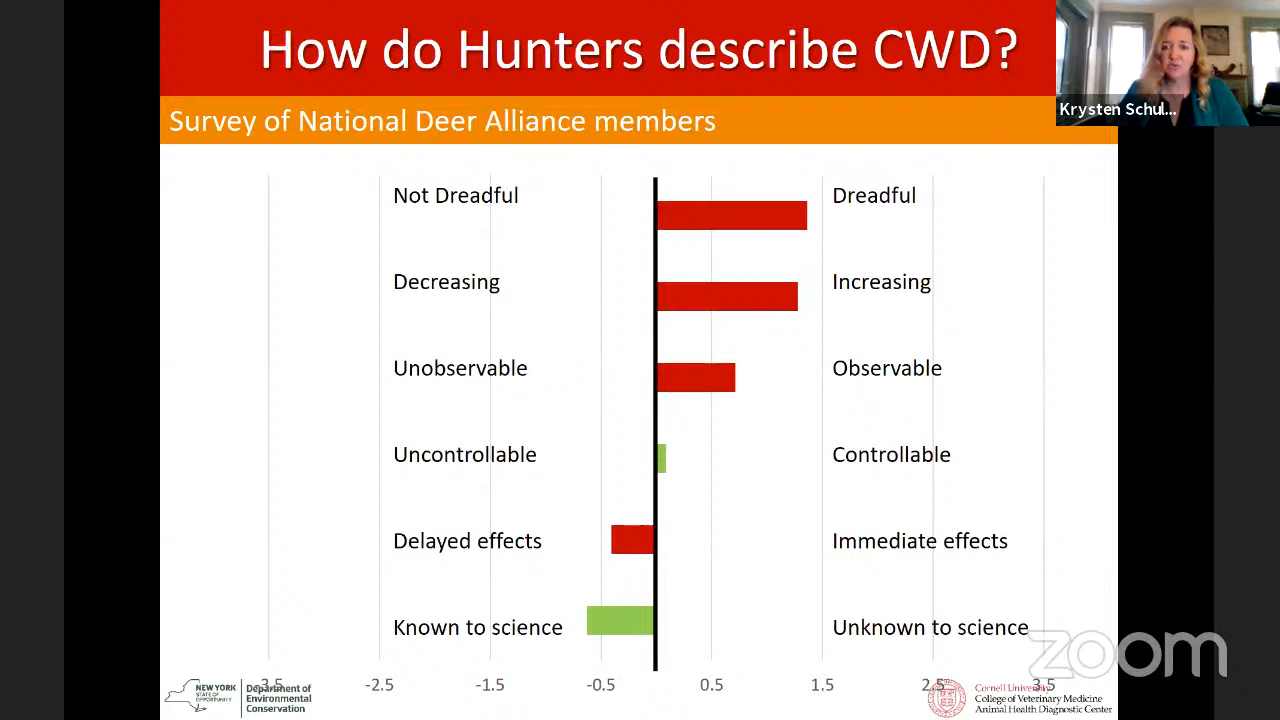 How do Hunters describe CWD?
Krysten Schul...
Survey of National Deer Alliance members
Not Dreadful
Dreadful
Decreasing
Increasing
Unobservable
Observable
Uncontrollable
Controllable
Delayed effects
Immediate effects
Known to science
Unknown to science
zoom
-3.5 -2.5 -1.5 -0.5 0.5 1.5 2.5 3.5
NEW YORK
STATE OF
OPPORTUNITY
Department of
Environmental
Conservation
Cornell University
College of Veterinary Medicine
Animal Health Diagnostic Center